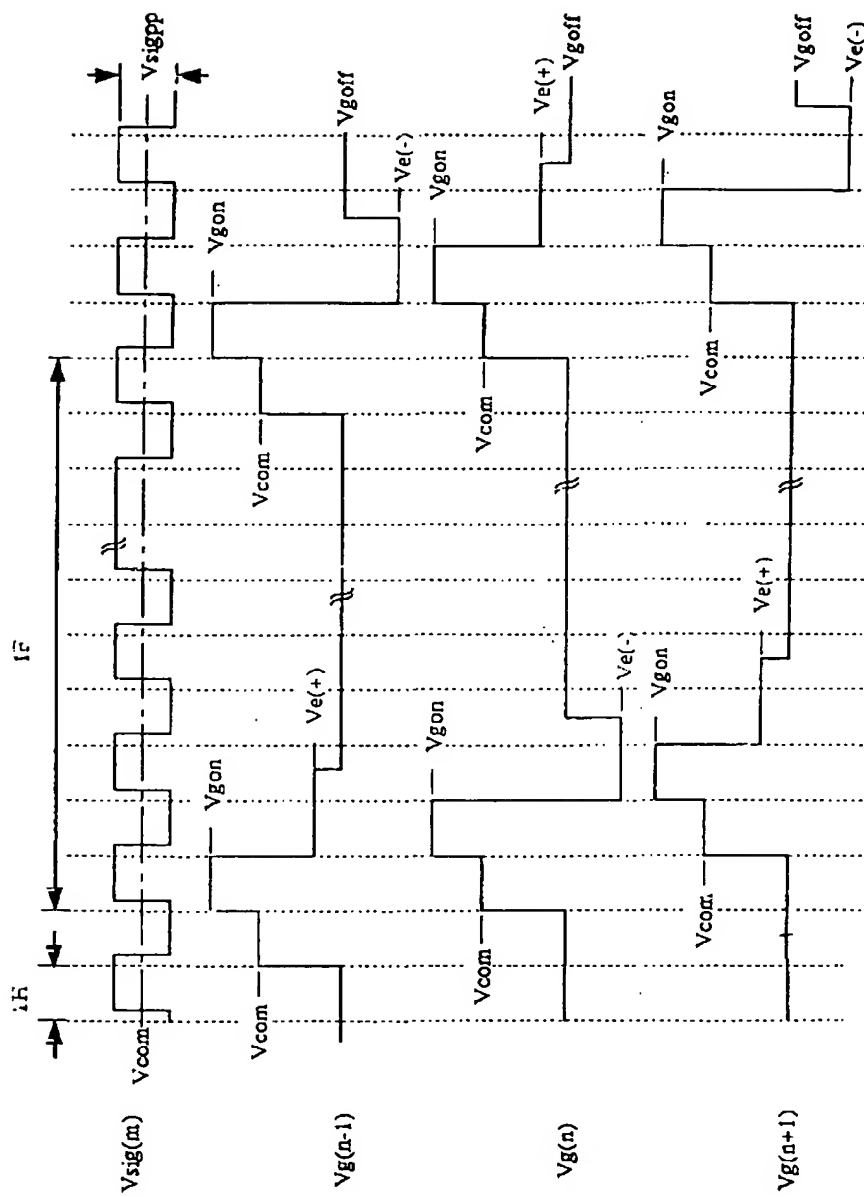 1H
1F
Vsig(m)
Vcom
Vsigpp
Vg(n-1)
Vcom
Vgon
Ve(+)
Vcom
Vgon
Ve(-)
Vgoff
Vg(n)
Vcom
Vgon
Ve(-)
Vcom
Vgon
Ve(+)
Vgoff
Vg(n+1)
Vcom
Vgon
Ve(+)
Vcom
Vgon
Ve(-)
Vgoff